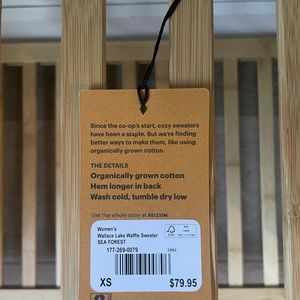 Since the co-op's start, cozy sweaters
have been a staple. But we're finding
better ways to make them, like using
organically grown cotton.
THE DETAILS
Organically grown cotton
Hem longer in back
Wash cold, tumble dry low
Get the whole story at REI.COM.
Women's
Wallace Lake Waffle Sweater
SEA FOREST
177-269-0079
XS
$79.95